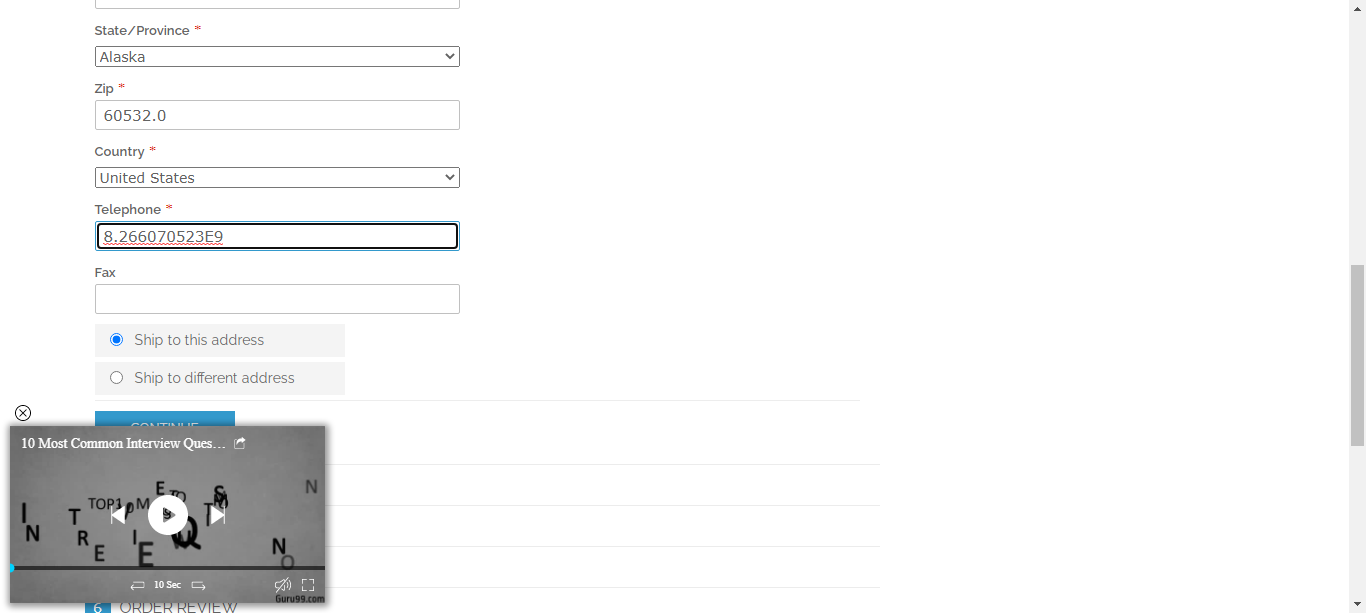 State/Province *
Alaska
Zip *
60532.0
Country *
United States
Telephone *
8.266070523E9
Fax
Ship to this address
Ship to different address
CONTINUE
10 Most Common Interview Ques...
TOP10
10 Sec
Guru99.com
6 ORDER REVIEW